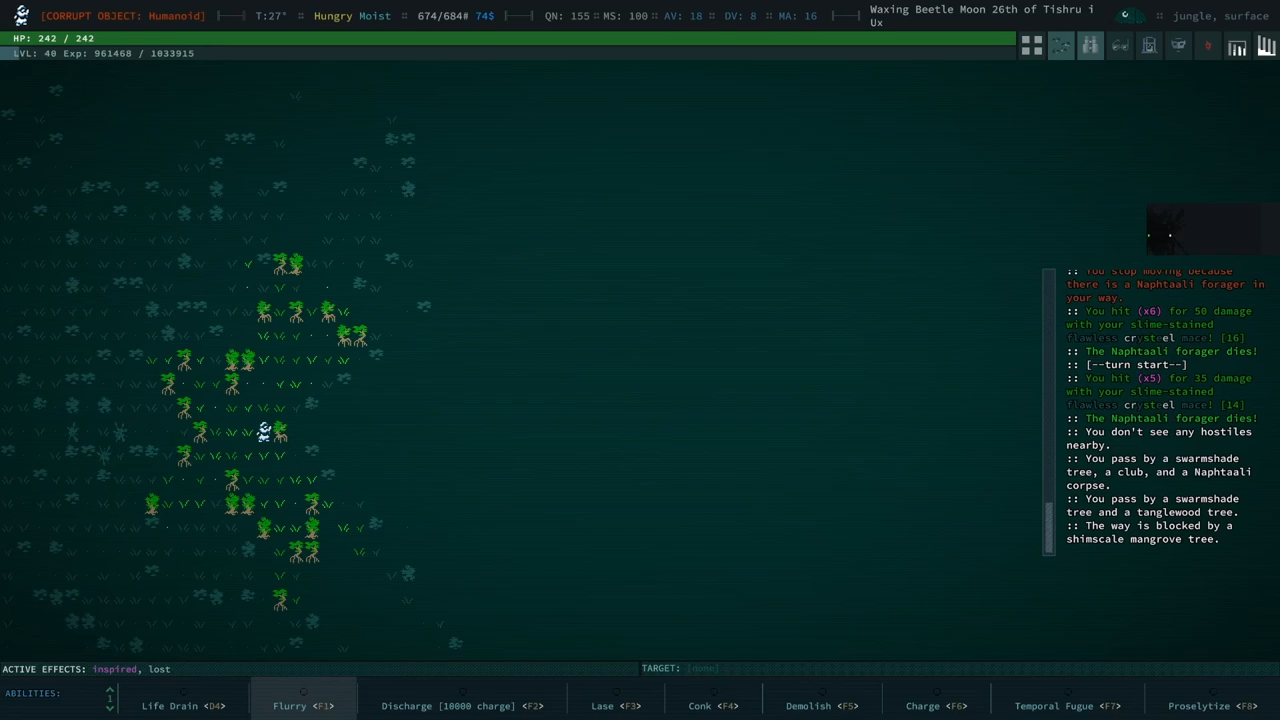 [CORRUPT OBJECT: Humanoid] T:27° Hungry Moist :: 674/684# 74$ QN: 155 :: MS: 100 :: AV: 18 :: DV: 8 :: MA: 16 Waxing Beetle Moon 26th of Tishru i Ux :: jungle, surface
HP: 242 / 242
LVL: 40 Exp: 961468 / 1033915
:: You stop moving because
there is a Naphtaali forager in
your way.
:: You hit (x6) for 50 damage
with your slime-stained
flawless crysteel mace! [16]
:: The Naphtaali forager dies!
:: [--turn start--]
:: You hit (x5) for 35 damage
with your slime-stained
flawless crysteel mace! [14]
:: The Naphtaali forager dies!
:: You don't see any hostiles
nearby.
:: You pass by a swarmshade
tree, a club, and a Naphtaali
corpse.
:: You pass by a swarmshade
tree and a tanglewood tree.
:: The way is blocked by a
shimscale mangrove tree.
ACTIVE EFFECTS: inspired, lost TARGET: [none]
ABILITIES: 1 Life Drain <D4> Flurry <F1> Discharge [10000 charge] <F2> Lase <F3> Conk <F4> Demolish <F5> Charge <F6> Temporal Fugue <F7> Proselytize <F8>